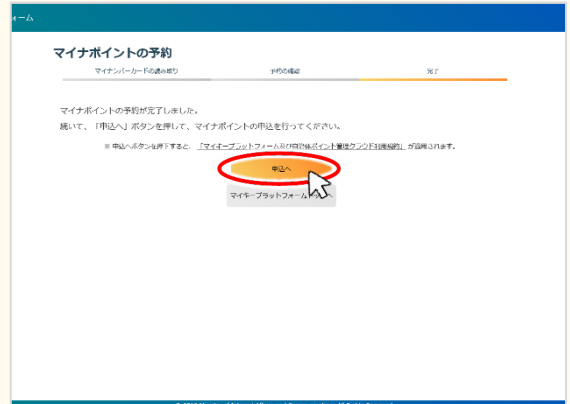 ォーム
マイナポイントの予約
マイナンバーカードの読み取り 予約の確認 完了
マイナポイントの予約が完了しました。
続いて、「申込へ」ボタンを押して、マイナポイントの申込を行ってください。
※ 申込へボタンを押下すると、「マイキープラットフォーム及び自治体ポイント管理クラウド利用規約」が適用されます。
申込へ
マイキープラットフォーム